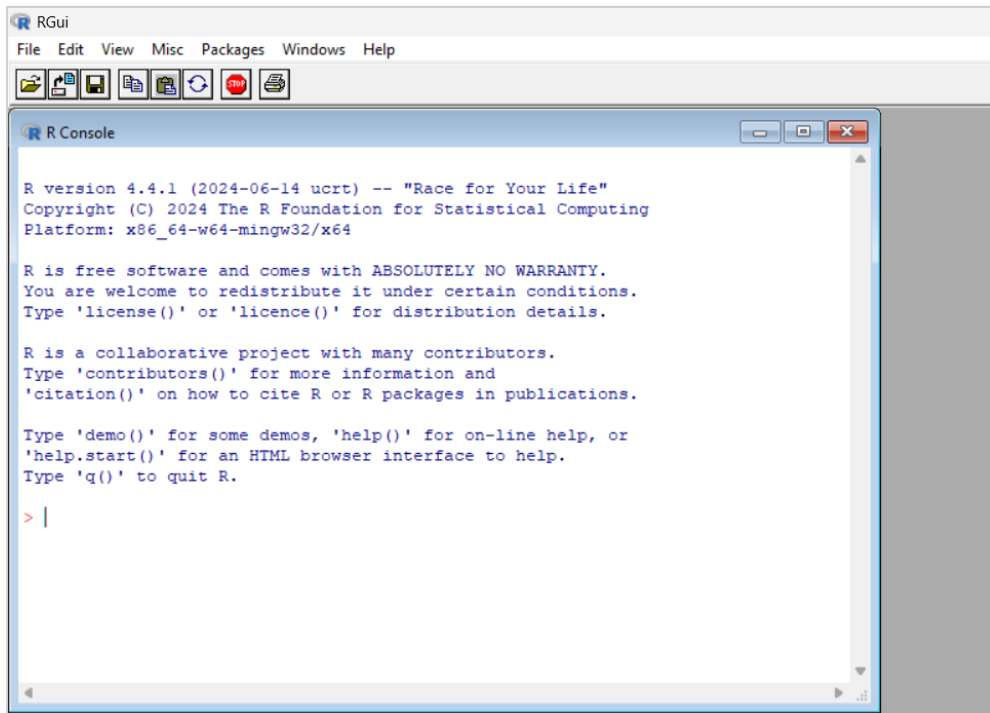 RGui
File Edit View Misc Packages Windows Help
STOP
R Console
R version 4.4.1 (2024-06-14 ucrt) -- "Race for Your Life"
Copyright (C) 2024 The R Foundation for Statistical Computing
Platform: x86_64-w64-mingw32/x64
R is free software and comes with ABSOLUTELY NO WARRANTY.
You are welcome to redistribute it under certain conditions.
Type 'license()' or 'licence()' for distribution details.
R is a collaborative project with many contributors.
Type 'contributors()' for more information and
'citation()' on how to cite R or R packages in publications.
Type 'demo()' for some demos, 'help()' for on-line help, or
'help.start()' for an HTML browser interface to help.
Type 'q()' to quit R.
>